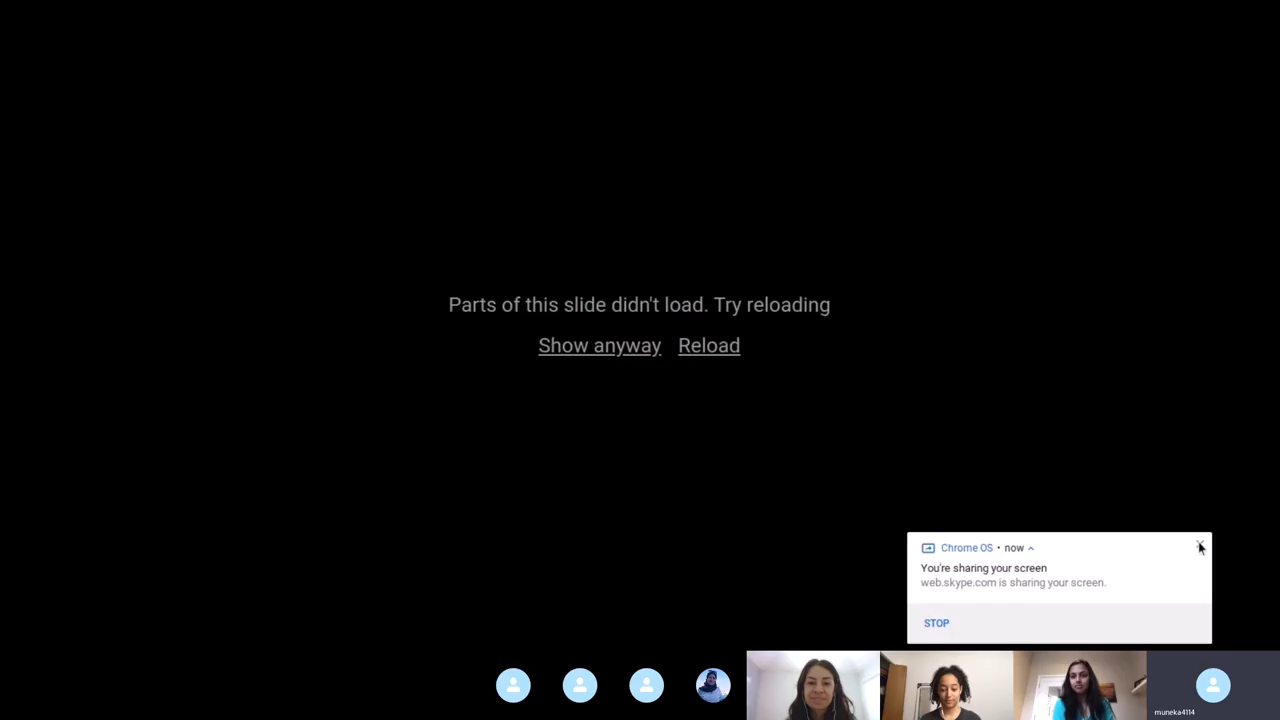 Parts of this slide didn't load. Try reloading
Show anyway Reload
Chrome OS • now
You're sharing your screen
web.skype.com is sharing your screen.
STOP
muneka4114